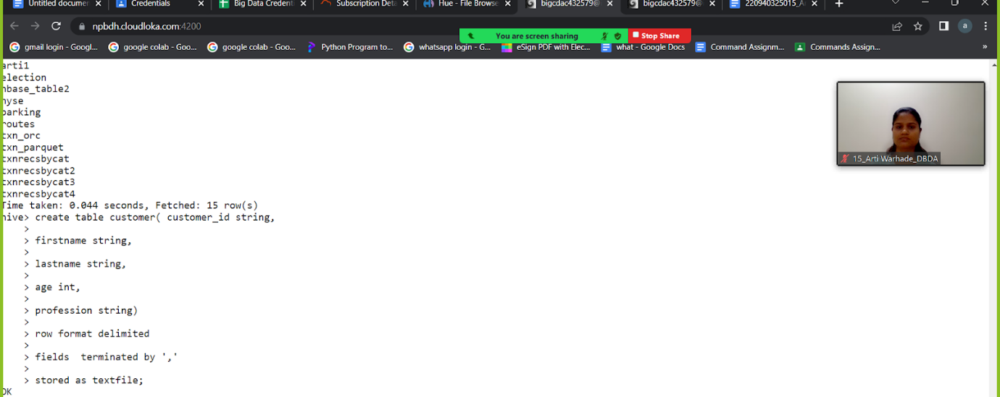 Untitled documen
Credentials
Big Data Credent
Subscription Deta
Hue - File Browse
bigcdac432579@
bigcdac432579@
220940325015_A
npbdh.cloudloka.com:4200
a
You are screen sharing
Stop Share
gmail login - Googl...
google colab - Goo...
google colab - Goo...
Python Program to...
whatsapp login - G...
eSign PDF with Elec...
what - Google Docs
Command Assignm...
Commands Assign...
»
arti1
election
hbase_table2
nyse
parking
routes
txn_orc
txn_parquet
txnrecsbycat
txnrecsbycat2
txnrecsbycat3
txnrecsbycat4
Time taken: 0.044 seconds, Fetched: 15 row(s)
hive> create table customer( customer_id string,
>
> firstname string,
>
> lastname string,
>
> age int,
>
> profession string)
>
> row format delimited
>
> fields  terminated by ','
>
> stored as textfile;
OK
15_Arti Warhade_DBDA